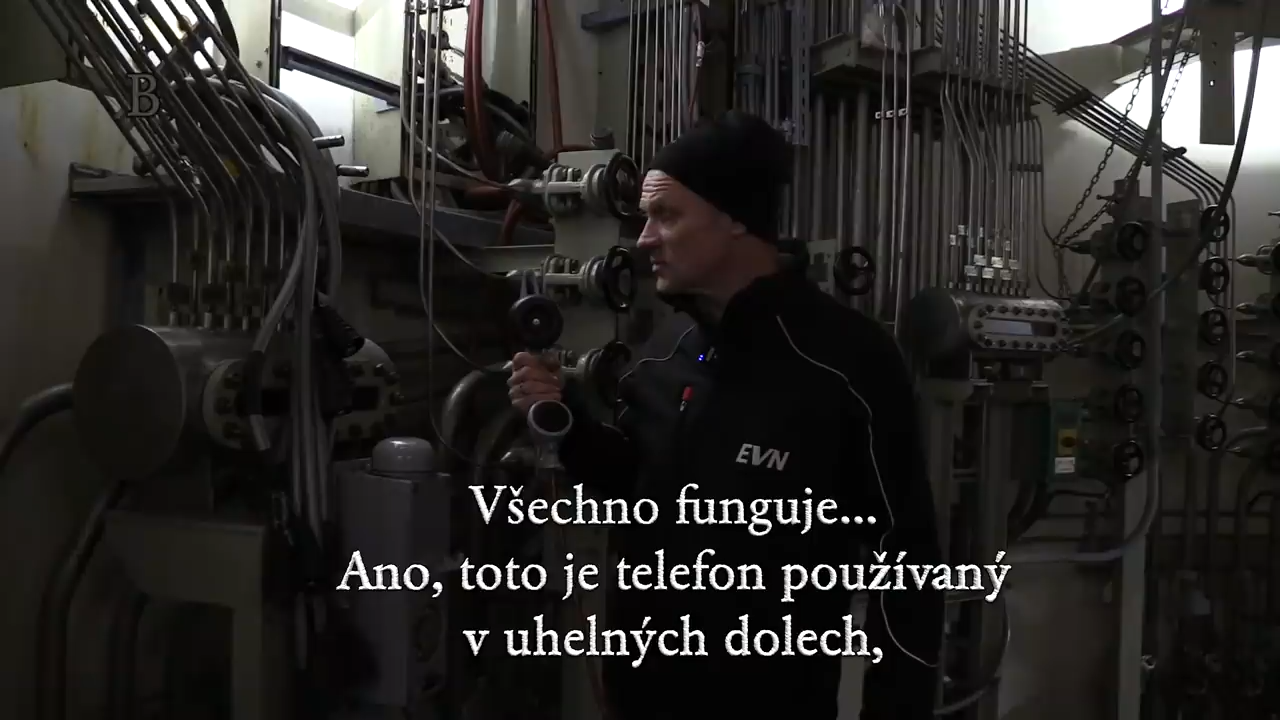 B
EVN
Všechno funguje...
Ano, toto je telefon používaný
v uhelných dolech,